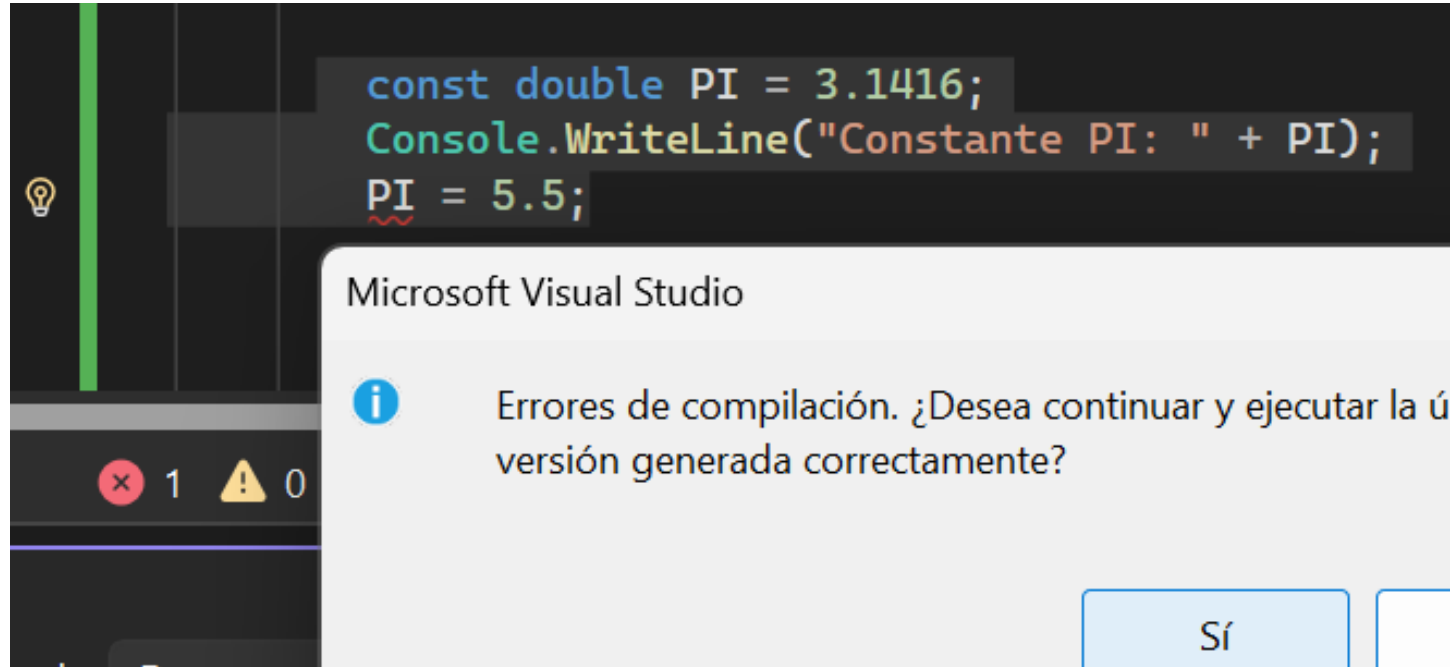 const double PI = 3.1416;
Console.WriteLine("Constante PI: " + PI);
PI = 5.5;
Microsoft Visual Studio
Errores de compilación. ¿Desea continuar y ejecutar la
versión generada correctamente?
1 0
Sí